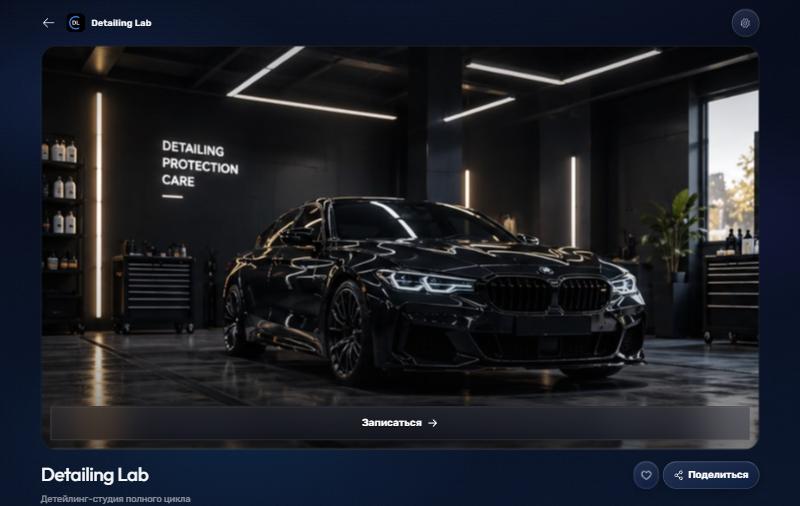 DL
Detailing Lab
DETAILING
PROTECTION
CARE
Записаться
Detailing Lab
Поделиться
Детейлинг-студия полного цикла